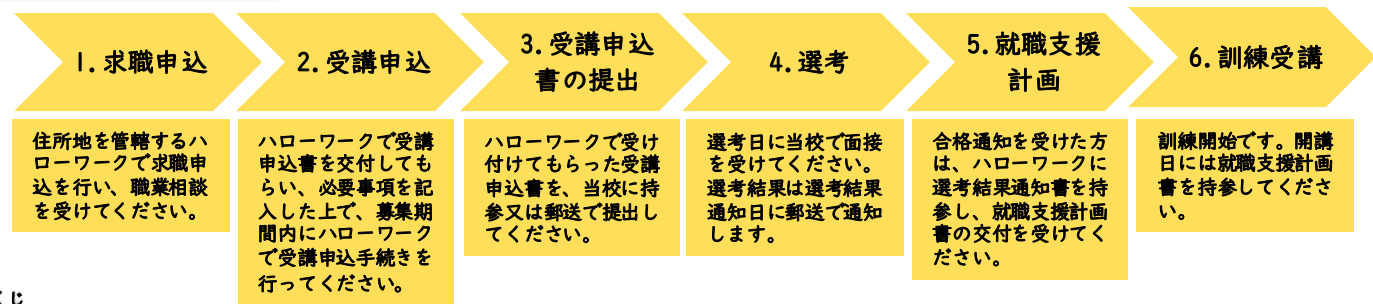 1.求職申込
住所地を管轄するハ
ローワークで求職申
込を行い、職業相談
を受けてください。
2.受講申込
ハローワークで受講
申込書を交付しても
らい、必要事項を記
入した上で、募集期
間内にハローワーク
で受講申込手続きを
行ってください。
3.受講申込
書の提出
ハローワークで受け
付けてもらった受講
申込書を、当校に持
参又は郵送で提出し
てください。
4.選考
選考日に当校で面接
を受けてください。
選考結果は選考結果
通知日に郵送で通知
します。
5.就職支援
計画
合格通知を受けた方
は、ハローワークに
選考結果通知書を持
参し、就職支援計画
書の交付を受けてく
ださい。
6.訓練受講
訓練開始です。開講
日には就職支援計画
書を持参してくださ
い。